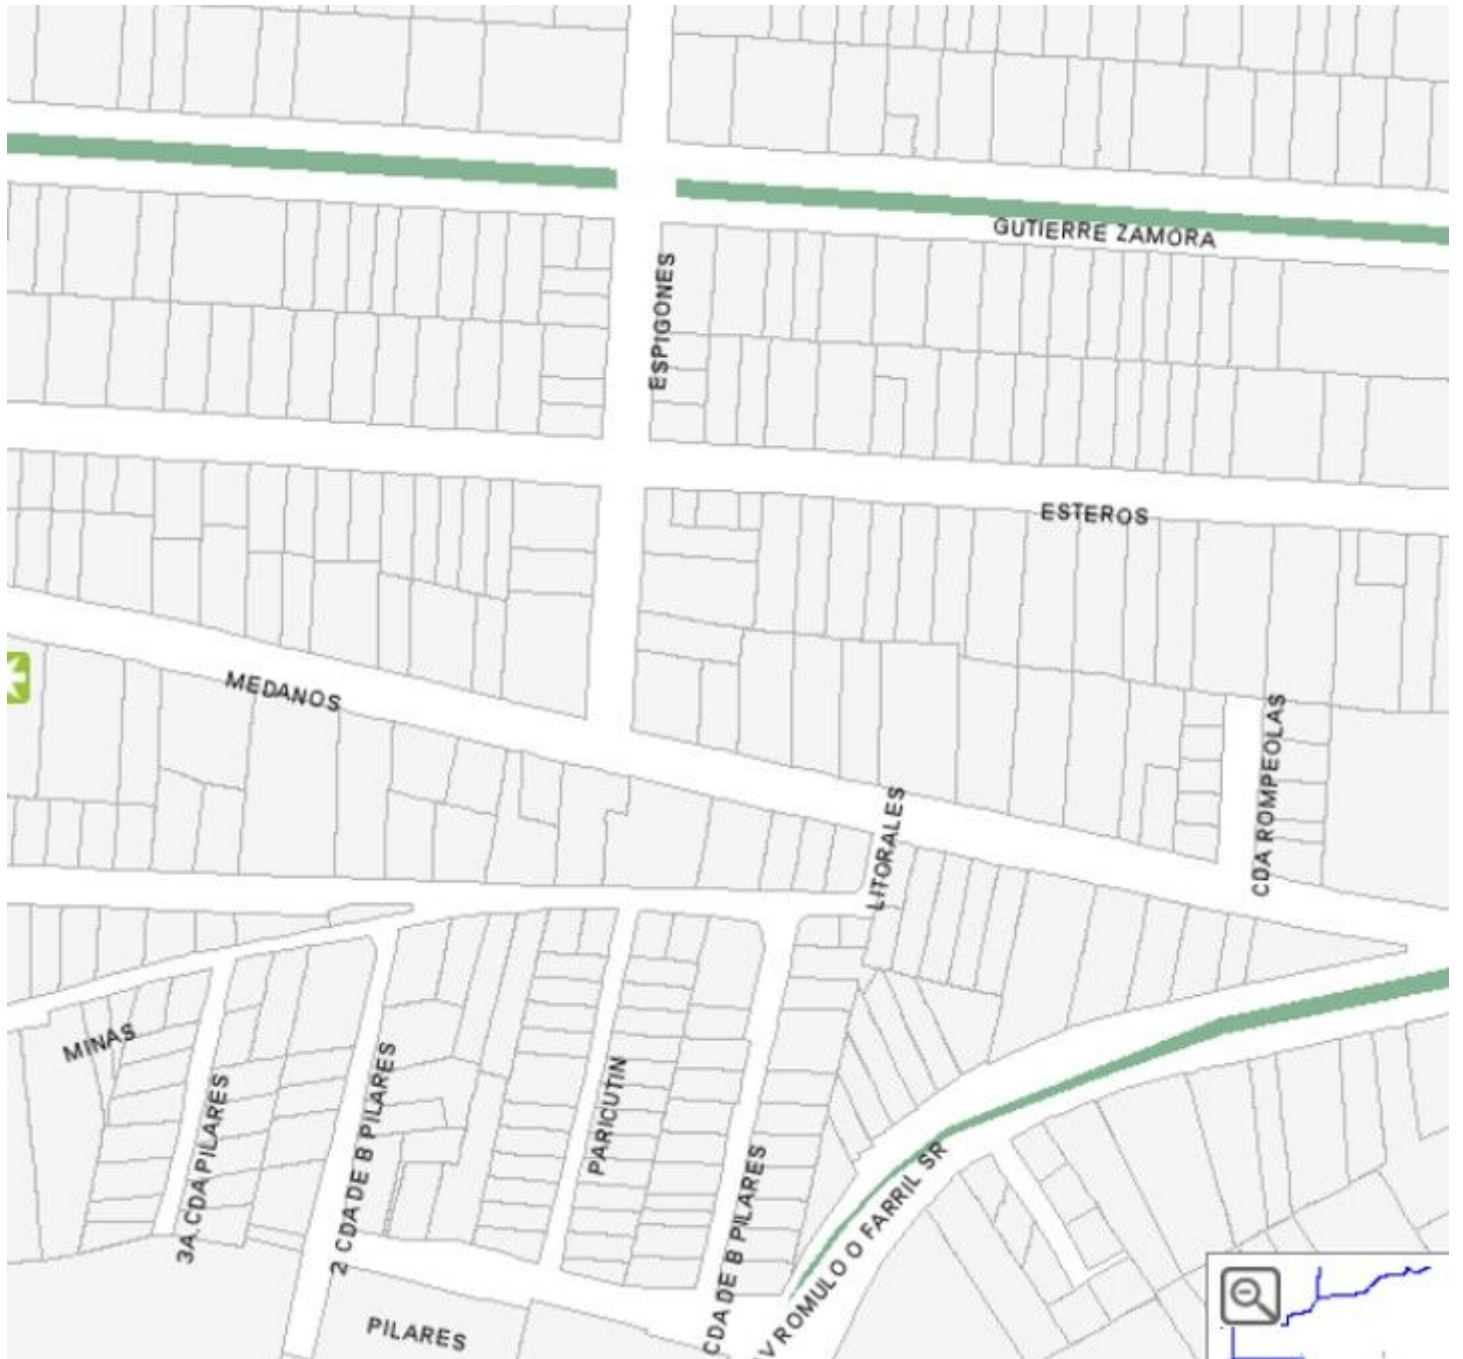 GUTIERRE ZAMORA
ESPIGONES
ESTEROS
MEDANOS
CDA ROMPEOLAS
LITORALES
MINAS
3A. CDA PILARES
2 CDA DE B PILARES
PARICUTIN
CDA DE B PILARES
V ROMULO O FARRIL SR
PILARES